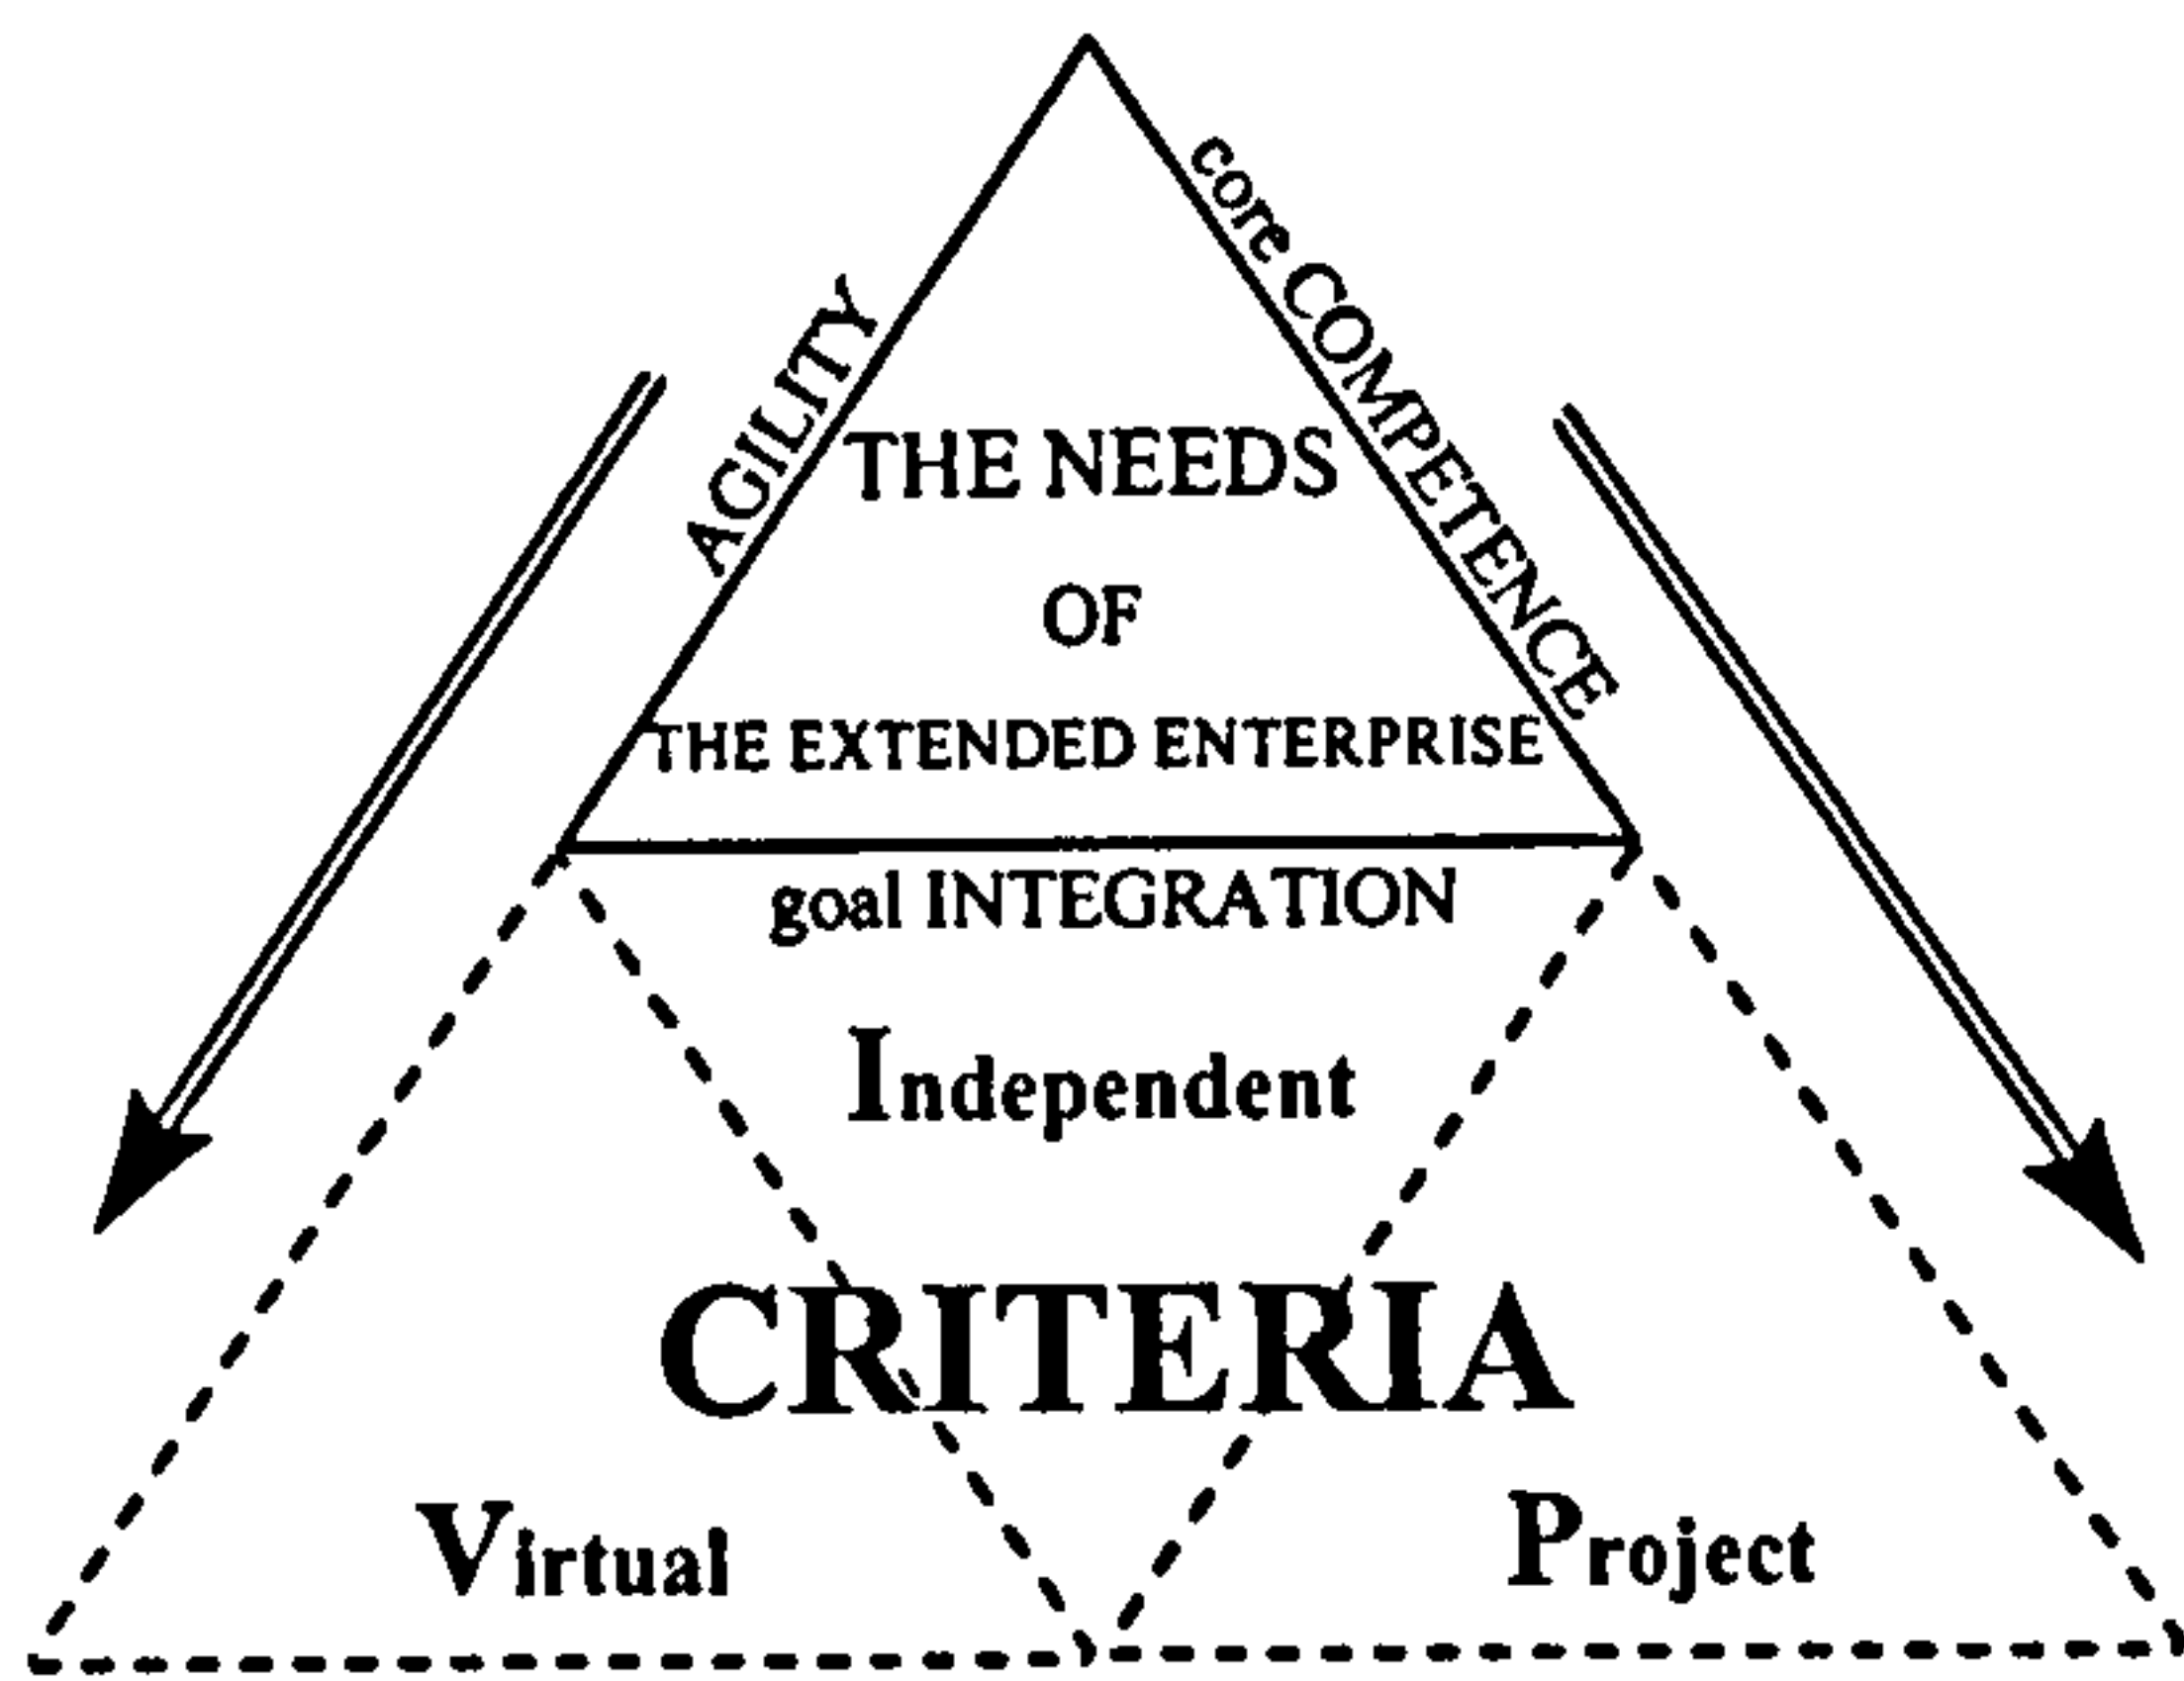 AGILITY
core COMPETENCE
THE NEEDS
OF
THE EXTENDED ENTERPRISE
goal INTEGRATION
Independent
CRITERIA
Virtual
Project